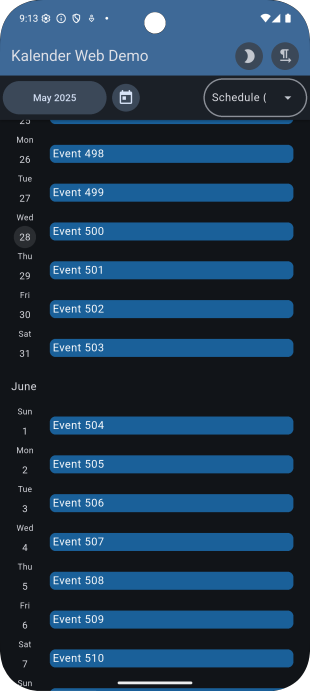 9:13
Kalender Web Demo
May 2025
Schedule (
25
Mon
26
Event 498
Tue
27
Event 499
Wed
28
Event 500
Thu
29
Event 501
Fri
30
Event 502
Sat
31
Event 503
June
Sun
1
Event 504
Mon
2
Event 505
Tue
3
Event 506
Wed
4
Event 507
Thu
5
Event 508
Fri
6
Event 509
Sat
7
Event 510
Sun